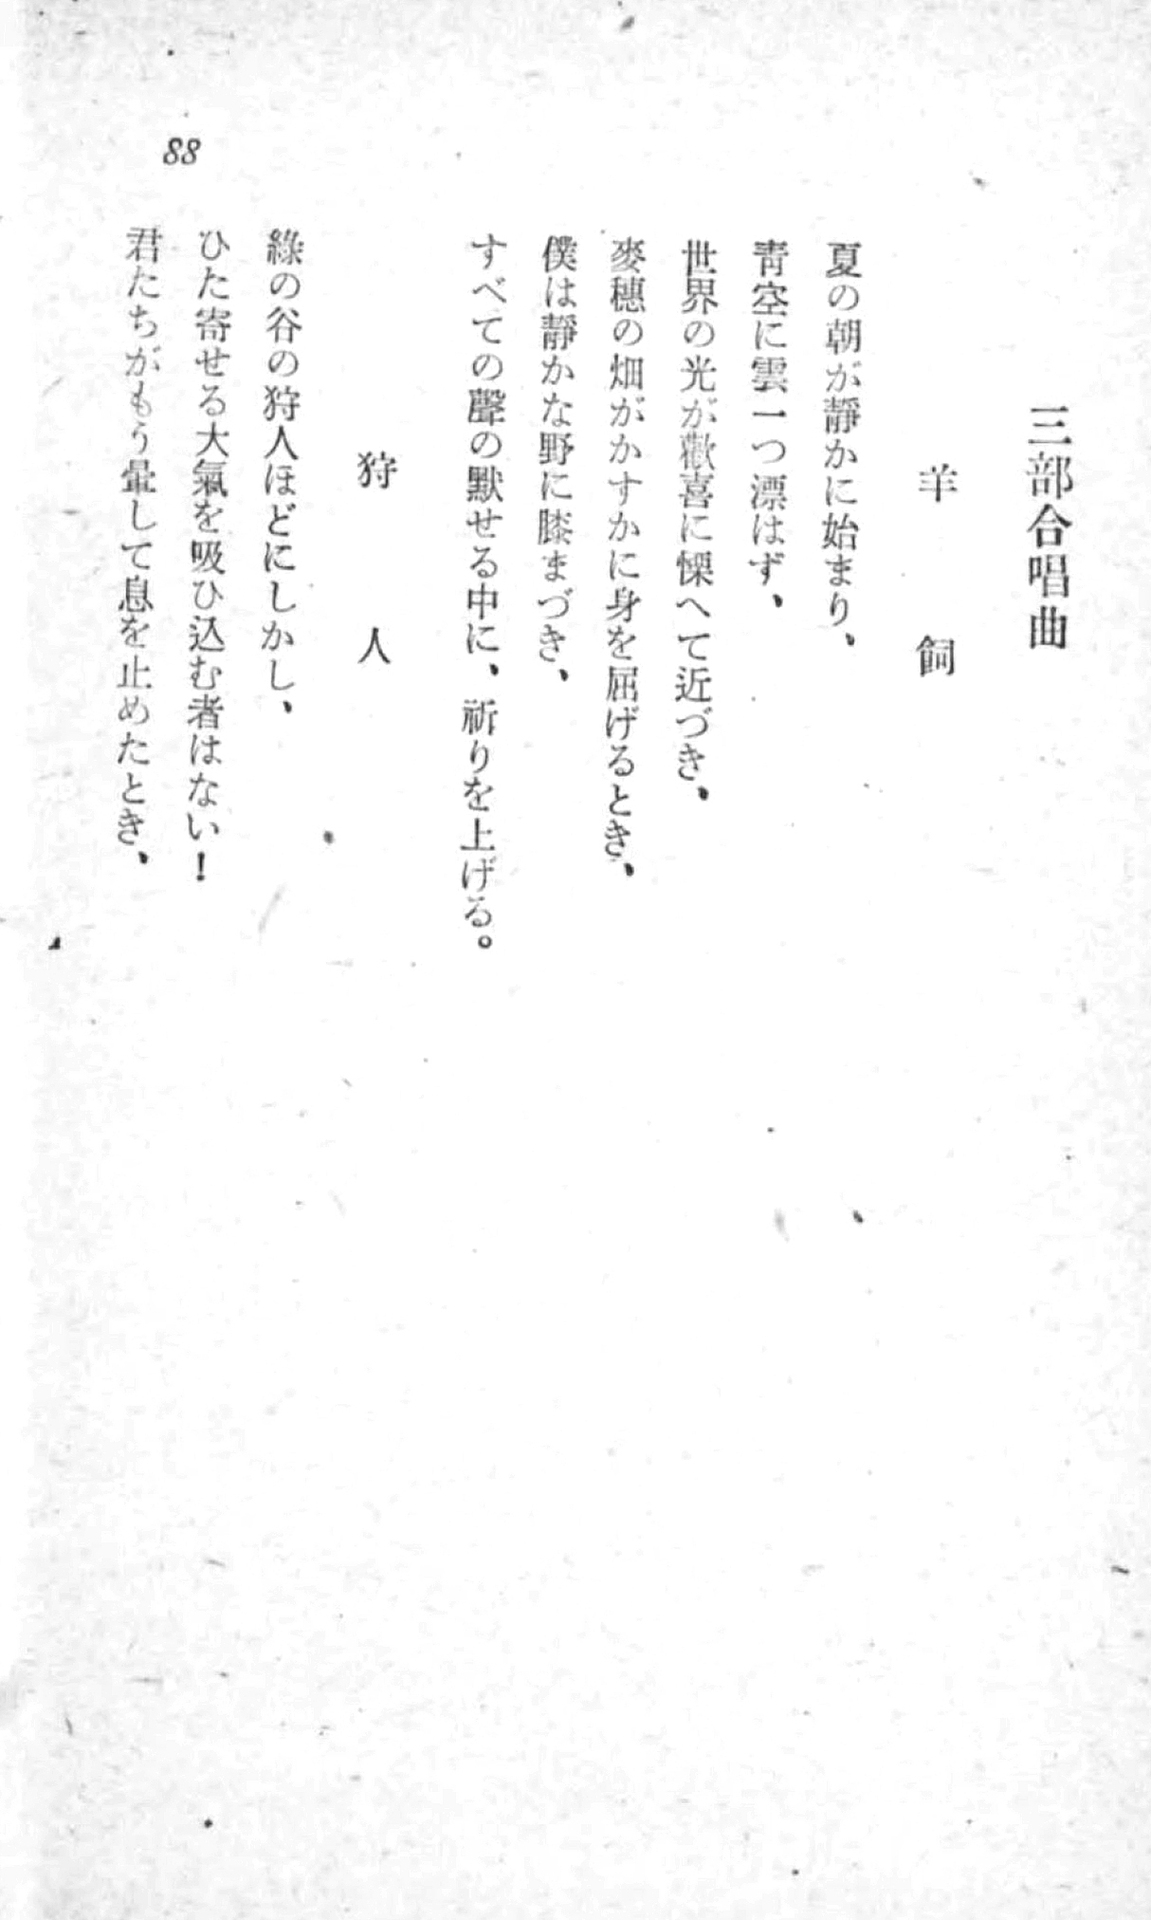 88
三部合唱曲
羊飼
夏の朝が靜かに始まり、
靑空に雲一つ漂はず、
世界の光が歡喜に慄へて近づき、
麥穗の畑がかすかに身を屈げるとき、
僕は靜かな野に膝まづき、
すべての聲の默せる中に、祈りを上げる。
狩人
綠の谷の狩人ほどにしかし、
ひた寄せる大氣を吸ひ込む者はない!
君たちがもう暈して息を止めたとき、